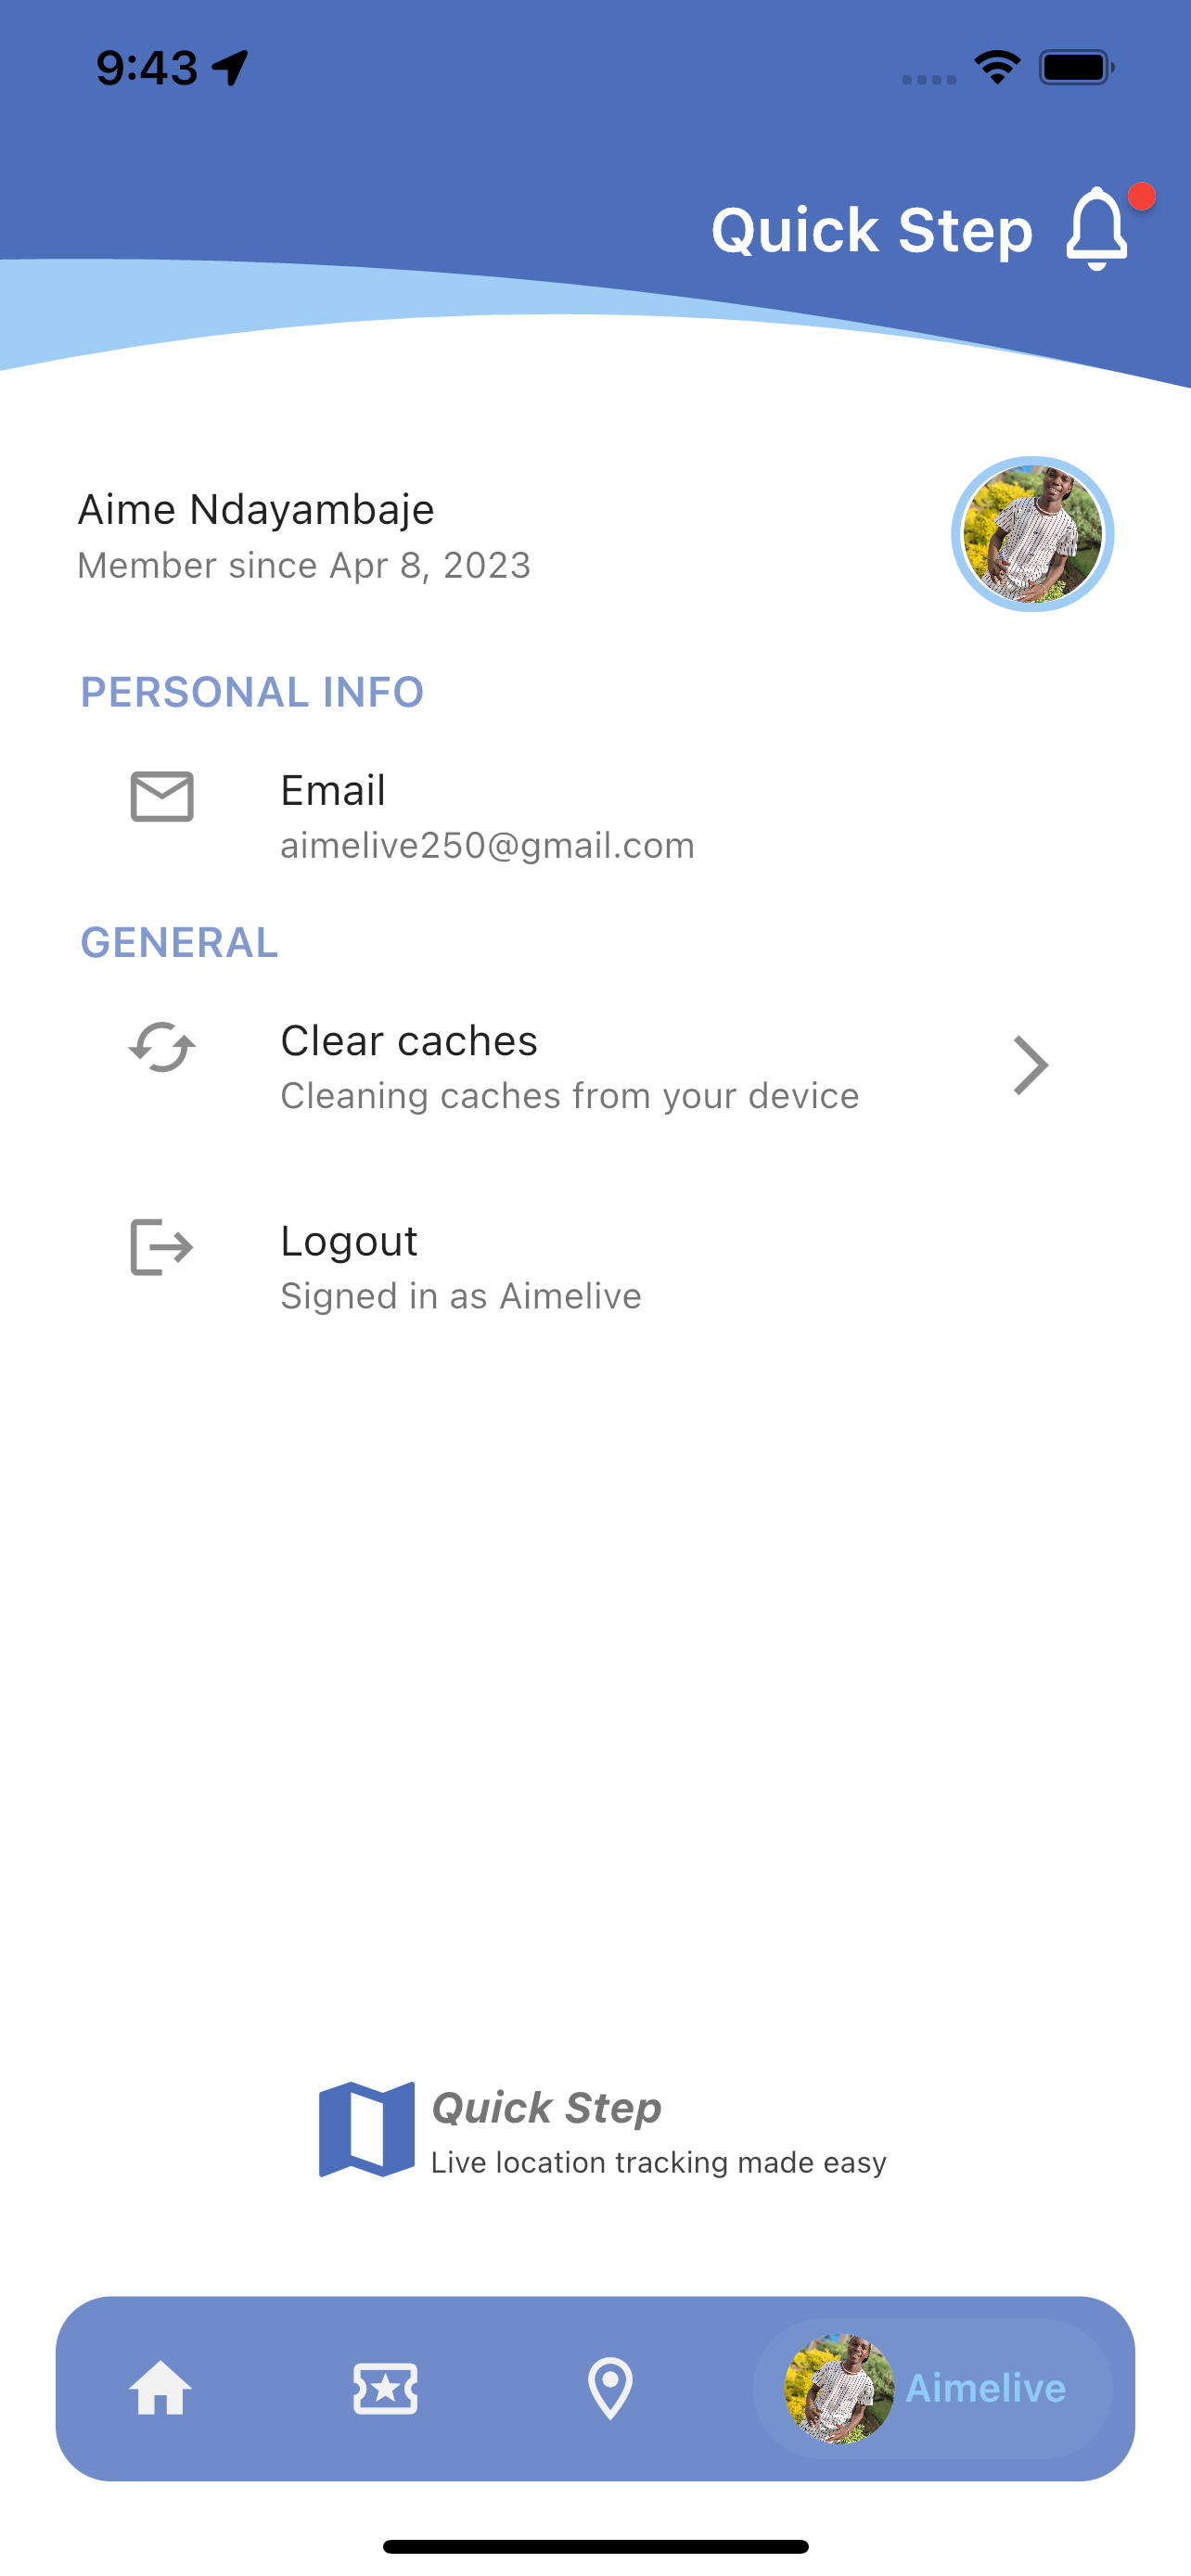 9:43
Quick Step
Aime Ndayambaje
Member since Apr 8, 2023
PERSONAL INFO
Email
aimelive250@gmail.com
GENERAL
Clear caches
Cleaning caches from your device
Logout
Signed in as Aimelive
Quick Step
Live location tracking made easy
Aimelive